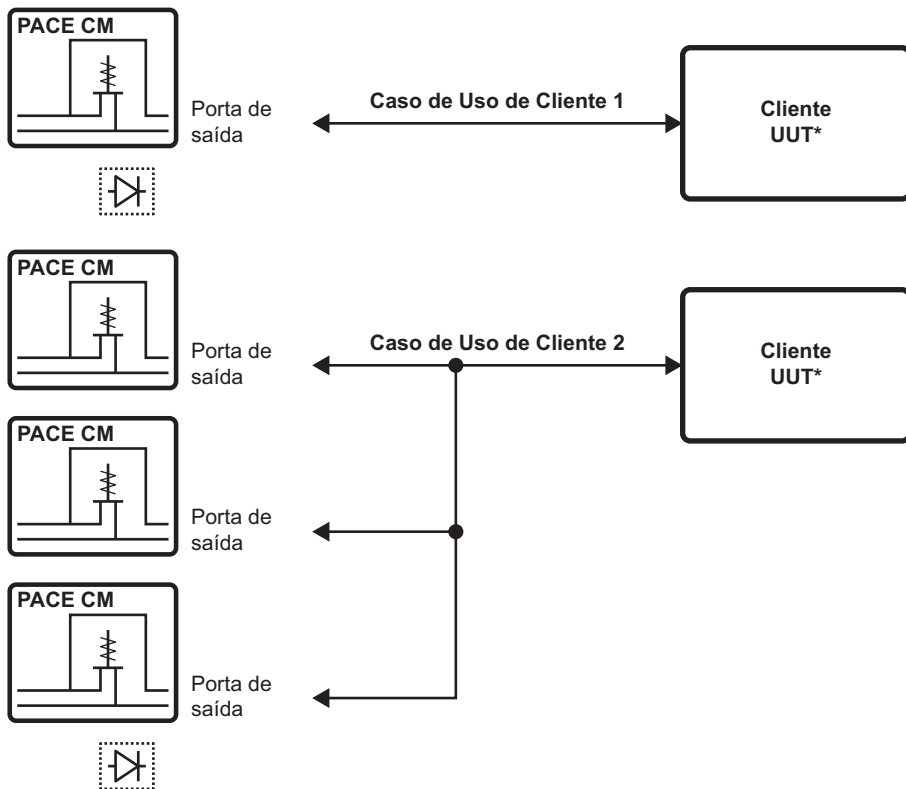 PACE CM
Porta de
saída
Caso de Uso de Cliente 1
Cliente
UUT*
PACE CM
Porta de
saída
Caso de Uso de Cliente 2
Cliente
UUT*
PACE CM
Porta de
saída
PACE CM
Porta de
saída